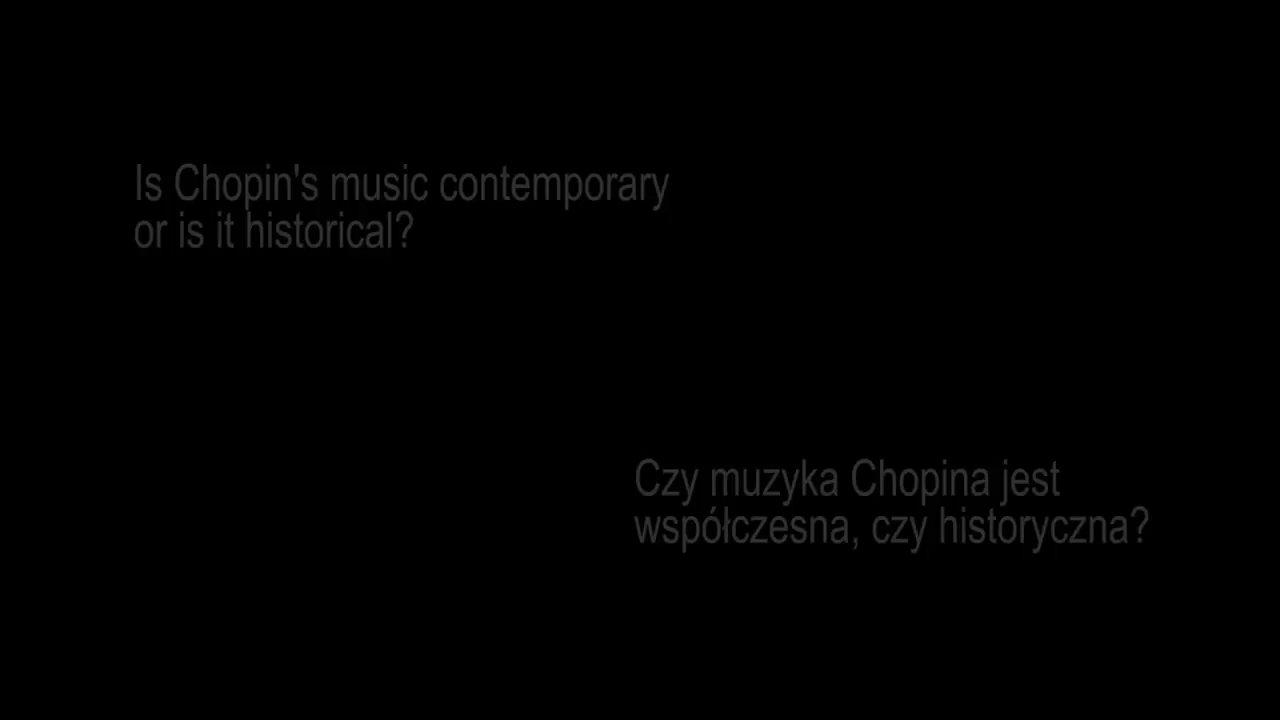 Is Chopin's music contemporary
or is it historical?
Czy muzyka Chopina jest
współczesna, czy historyczna?